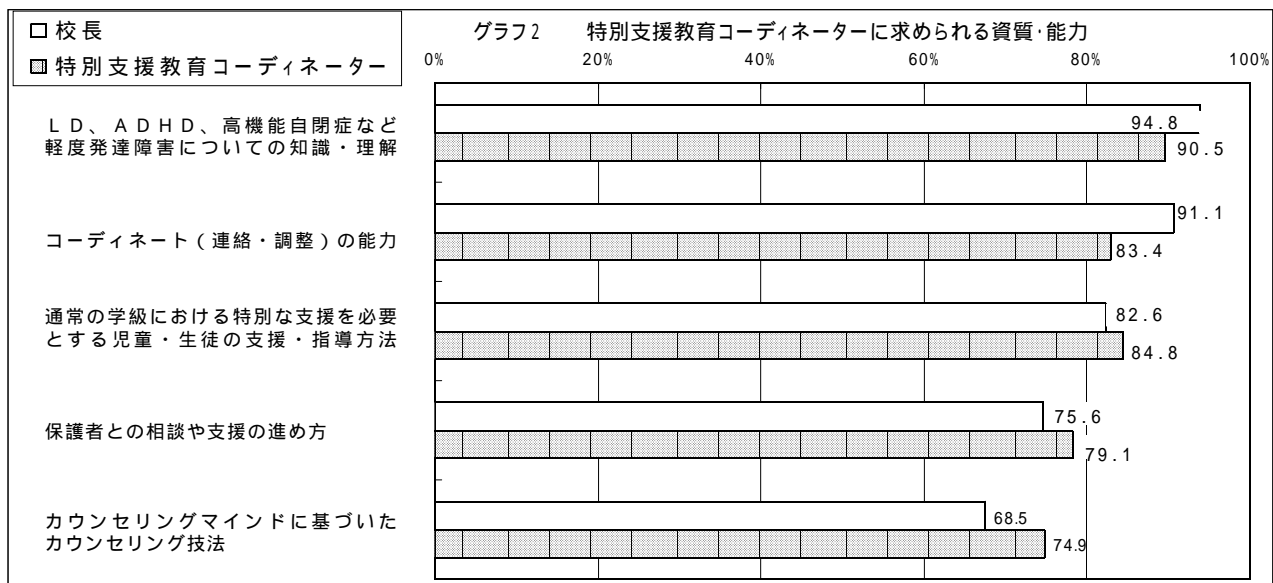 校長
特別支援教育コーディネーター
グラフ2 特別支援教育コーディネーターに求められる資質・能力
0% 20% 40% 60% 80% 100%
LD、ADHD、高機能自閉症など
軽度発達障害についての知識・理解
94.8
90.5
コーディネート(連絡・調整)の能力
91.1
83.4
通常の学級における特別な支援を必要
とする児童・生徒の支援・指導方法
82.6
84.8
保護者との相談や支援の進め方
75.6
79.1
カウンセリングマインドに基づいた
カウンセリング技法
68.5
74.9